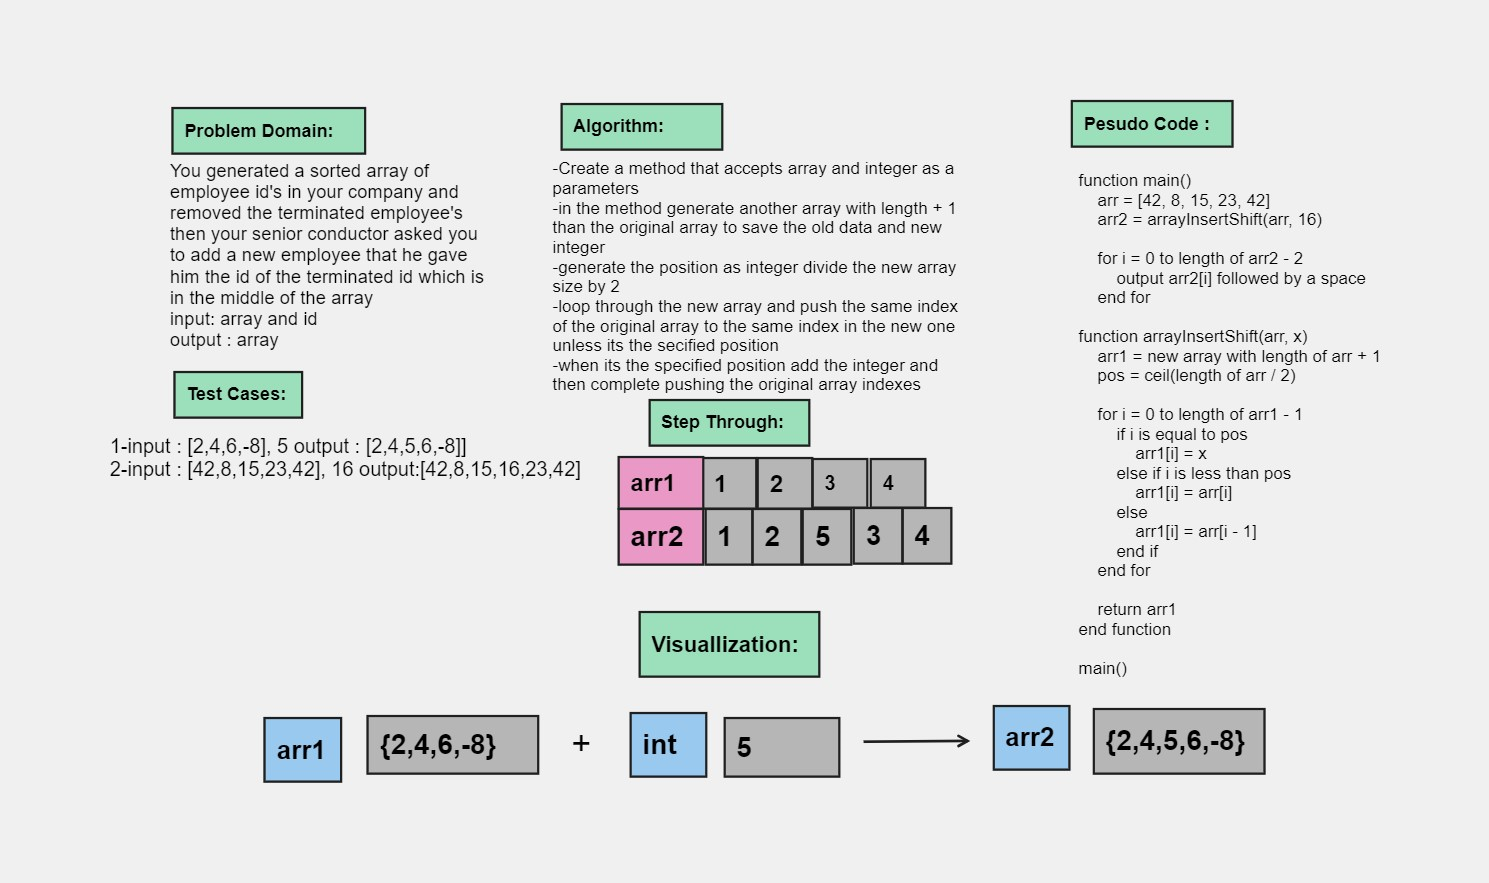 Problem Domain:
You generated a sorted array of
employee id's in your company and
removed the terminated employee's
then your senior conductor asked you
to add a new employee that he gave
him the id of the terminated id which is
in the middle of the array
input: array and id
output : array
Test Cases:
1-input : [2,4,6,-8], 5 output : [2,4,5,6,-8]]
2-input : [42,8,15,23,42], 16 output:[42,8,15,16,23,42]
Algorithm:
-Create a method that accepts array and integer as a
parameters
-in the method generate another array with length + 1
than the original array to save the old data and new
integer
-generate the position as integer divide the new array
size by 2
-loop through the new array and push the same index
of the original array to the same index in the new one
unless its the secified position
-when its the specified position add the integer and
then complete pushing the original array indexes
Step Through:
arr1 1 2 3 4
arr2 1 2 5 3 4
Pesudo Code :
function main()
arr = [42, 8, 15, 23, 42]
arr2 = arrayInsertShift(arr, 16)
for i = 0 to length of arr2 - 2
output arr2[i] followed by a space
end for
function arrayInsertShift(arr, x)
arr1 = new array with length of arr + 1
pos = ceil(length of arr / 2)
for i = 0 to length of arr1 - 1
if i is equal to pos
arr1[i] = x
else if i is less than pos
arr1[i] = arr[i]
else
arr1[i] = arr[i - 1]
end if
end for
return arr1
end function
main()
Visuallization:
arr1 {2,4,6,-8} + int 5 arr2 {2,4,5,6,-8}